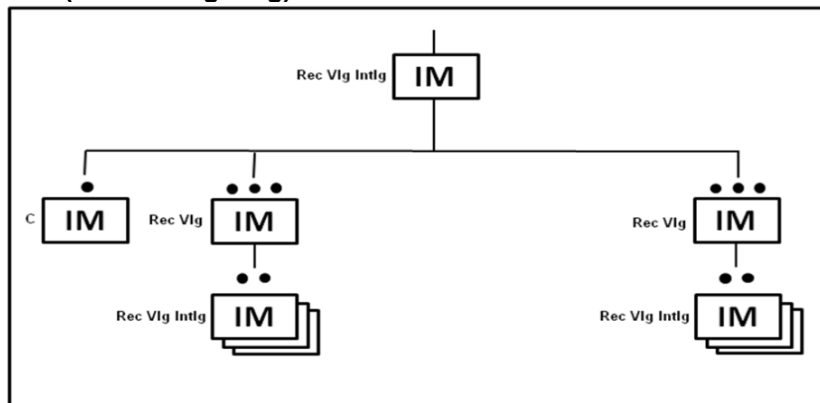 Rec Vlg Intlg IM
C IM Rec Vlg IM Rec Vlg IM
Rec Vlg Intlg IM Rec Vlg Intlg IM